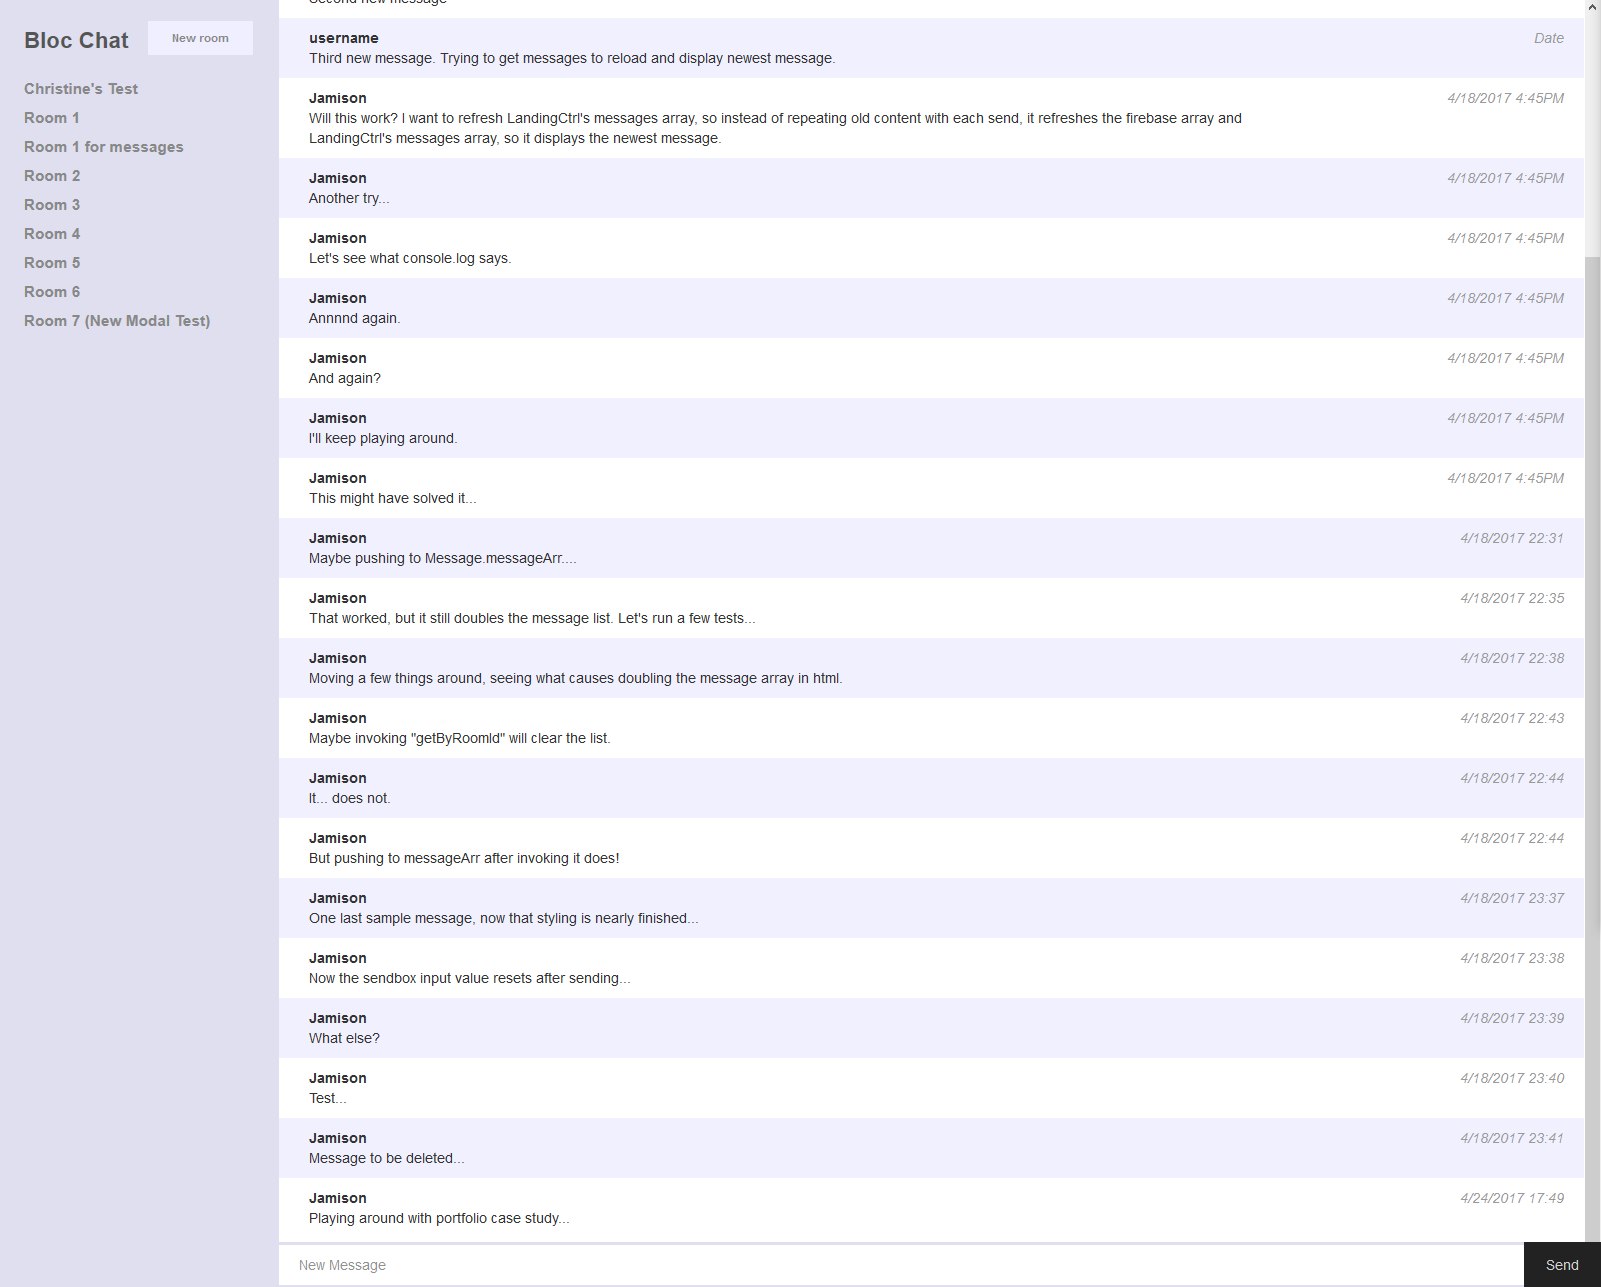 Bloc Chat
New room
Christine's Test
Room 1
Room 1 for messages
Room 2
Room 3
Room 4
Room 5
Room 6
Room 7 (New Modal Test)
Second new message
username
Date
Third new message. Trying to get messages to reload and display newest message.
Jamison
4/18/2017 4:45PM
Will this work? I want to refresh LandingCtrl's messages array, so instead of repeating old content with each send, it refreshes the firebase array and
LandingCtrl's messages array, so it displays the newest message.
Jamison
4/18/2017 4:45PM
Another try...
Jamison
4/18/2017 4:45PM
Let's see what console.log says.
Jamison
4/18/2017 4:45PM
Annnnd again.
Jamison
4/18/2017 4:45PM
And again?
Jamison
4/18/2017 4:45PM
I'll keep playing around.
Jamison
4/18/2017 4:45PM
This might have solved it...
Jamison
4/18/2017 22:31
Maybe pushing to Message.messageArr....
Jamison
4/18/2017 22:35
That worked, but it still doubles the message list. Let's run a few tests...
Jamison
4/18/2017 22:38
Moving a few things around, seeing what causes doubling the message array in html.
Jamison
4/18/2017 22:43
Maybe invoking "getByRoomId" will clear the list.
Jamison
4/18/2017 22:44
It... does not.
Jamison
4/18/2017 22:44
But pushing to messageArr after invoking it does!
Jamison
4/18/2017 23:37
One last sample message, now that styling is nearly finished...
Jamison
4/18/2017 23:38
Now the sendbox input value resets after sending...
Jamison
4/18/2017 23:39
What else?
Jamison
4/18/2017 23:40
Test...
Jamison
4/18/2017 23:41
Message to be deleted...
Jamison
4/24/2017 17:49
Playing around with portfolio case study...
New Message
Send